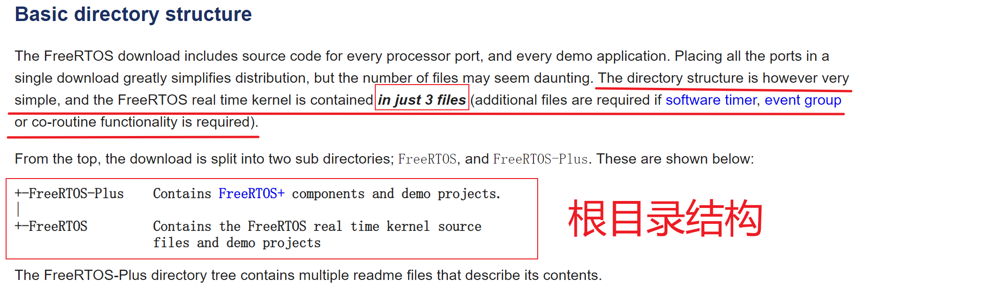 Basic directory structure
The FreeRTOS download includes source code for every processor port, and every demo application. Placing all the ports in a
single download greatly simplifies distribution, but the number of files may seem daunting. The directory structure is however very
simple, and the FreeRTOS real time kernel is contained in just 3 files (additional files are required if software timer, event group
or co-routine functionality is required).
From the top, the download is split into two sub directories; FreeRTOS, and FreeRTOS-Plus. These are shown below:
+-FreeRTOS-Plus    Contains FreeRTOS+ components and demo projects.
|
+-FreeRTOS         Contains the FreeRTOS real time kernel source
files and demo projects
根目录结构
The FreeRTOS-Plus directory tree contains multiple readme files that describe its contents.